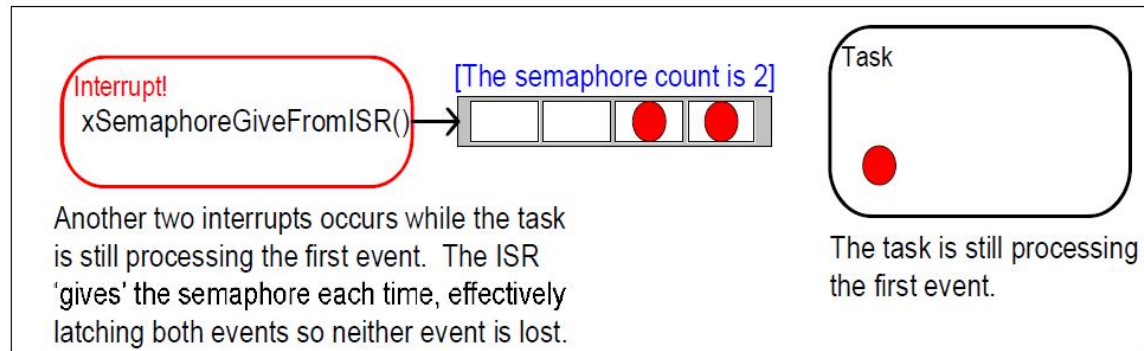 Interrupt!
xSemaphoreGiveFromISR()
[The semaphore count is 2]
Task
Another two interrupts occurs while the task
is still processing the first event. The ISR
'gives' the semaphore each time, effectively
latching both events so neither event is lost.
The task is still processing
the first event.